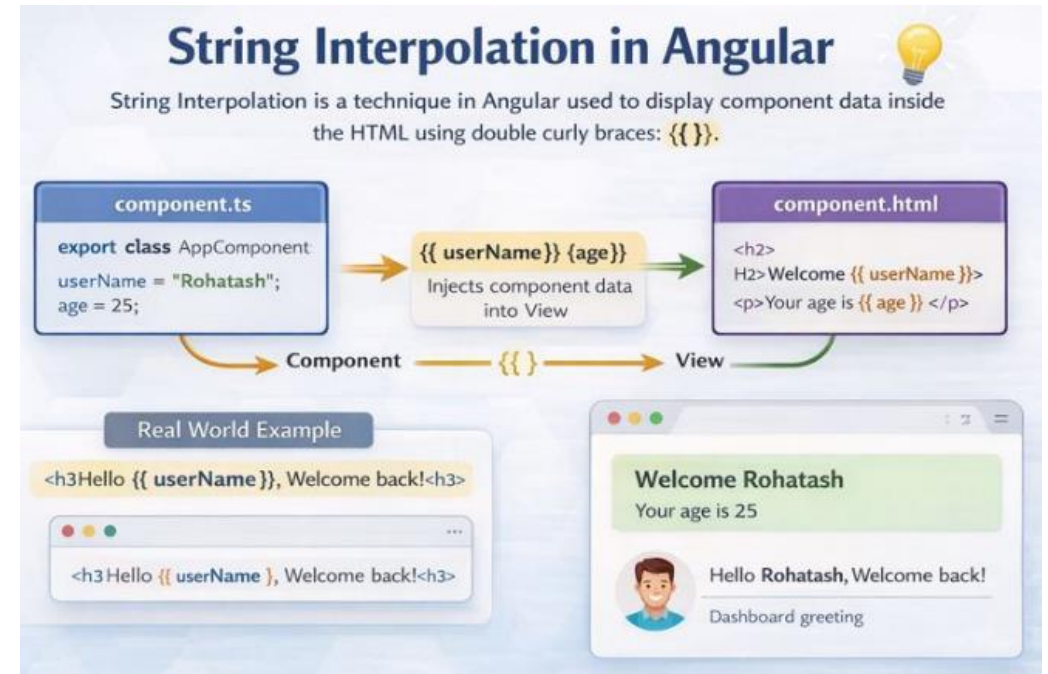 String Interpolation in Angular
String Interpolation is a technique in Angular used to display component data inside
the HTML using double curly braces: {{ }}.
component.ts
export class AppComponent
userName = "Rohatash";
age = 25;
{{ userName}} {age}}
Injects component data
into View
component.html
<h2>
H2>Welcome {{ userName }}>
<p>Your age is {{ age }} </p>
Component
{{ }
View
Real World Example
<h3Hello {{ userName }}, Welcome back!<h3>
<h3 Hello {{ userName }, Welcome back!<h3>
Welcome Rohatash
Your age is 25
Hello Rohatash, Welcome back!
Dashboard greeting